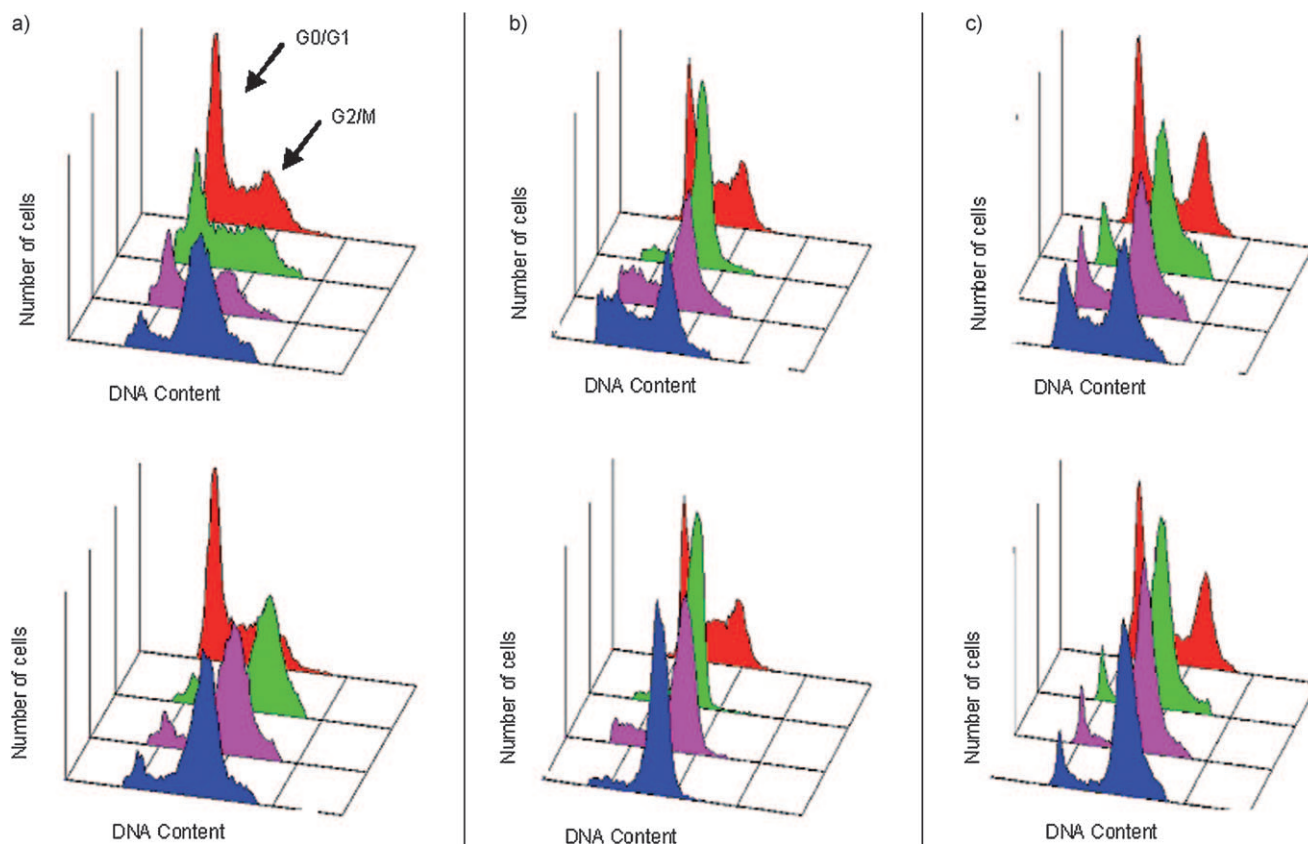 a)
G0/G1
G2/M
Number of cells
DNA Content
b)
Number of cells
DNA Content
c)
Number of cells
DNA Content
Number of cells
DNA Content
Number of cells
DNA Content
Number of cells
DNA Content